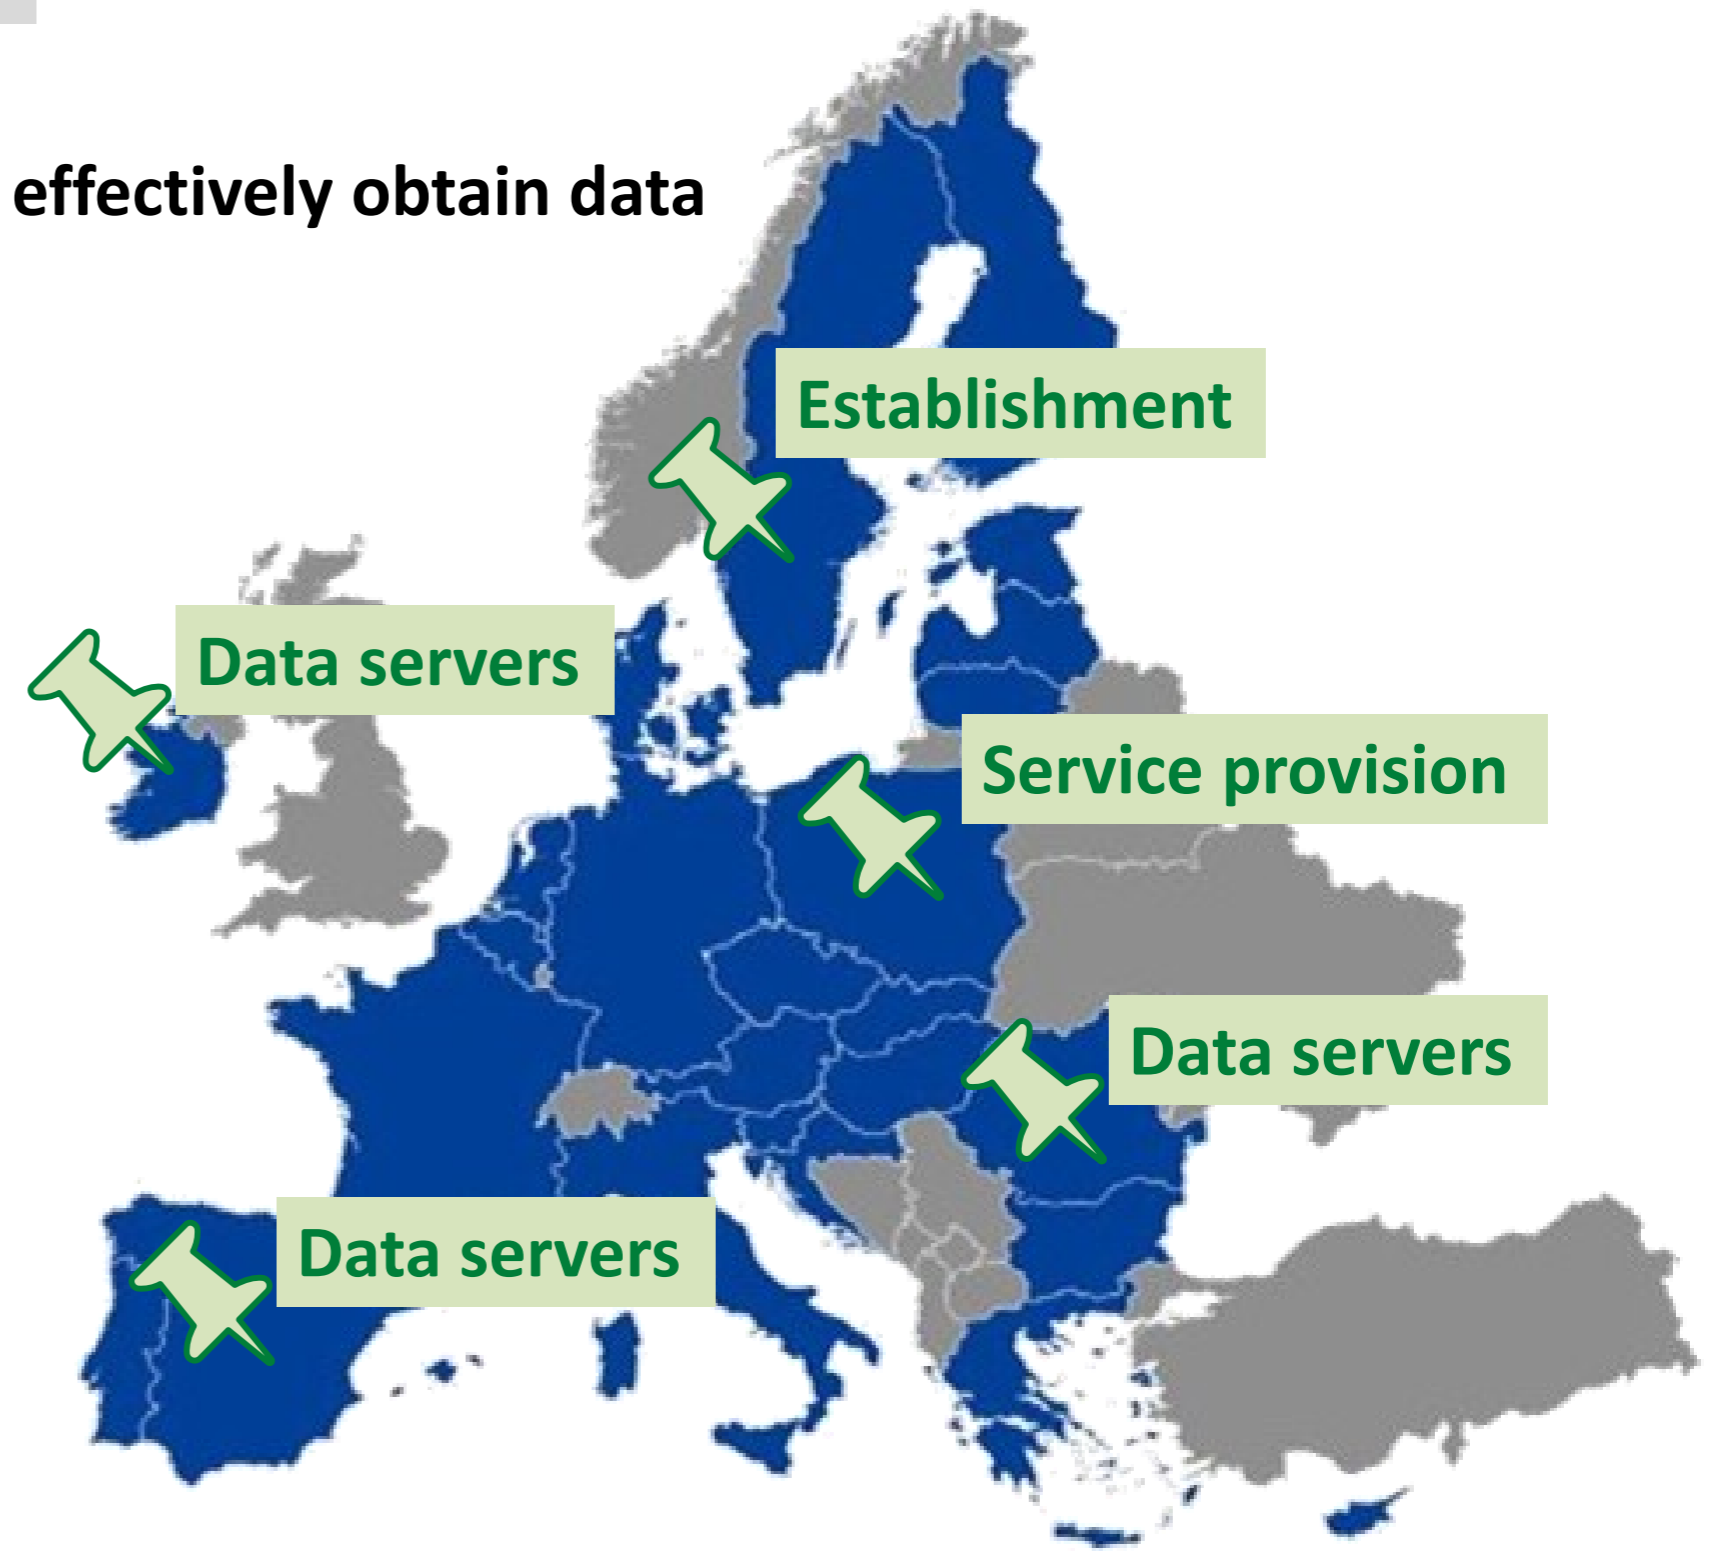 effectively obtain data
Establishment
Data servers
Service provision
Data servers
Data servers